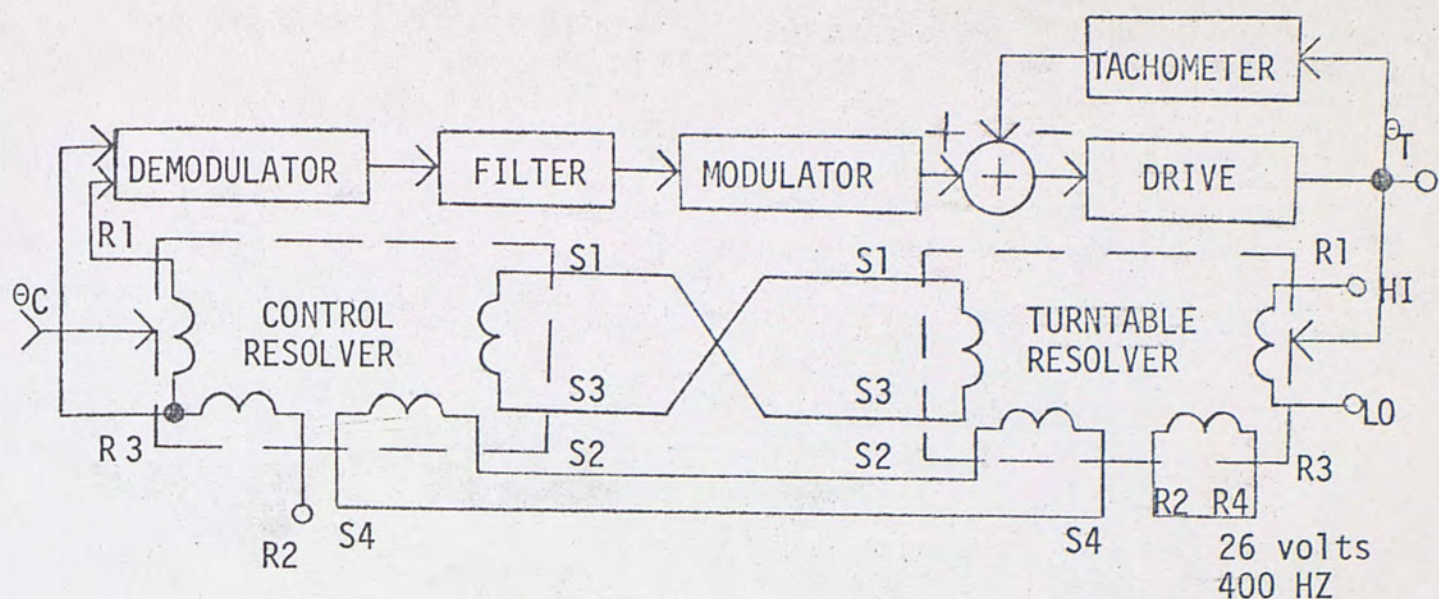 TACHOMETER
θT
DEMODULATOR
FILTER
MODULATOR
+
−
+
DRIVE
R1
S1
S1
R1
HI
θC
CONTROL
RESOLVER
TURNTABLE
RESOLVER
S3
S3
LO
R3
S2
S2
R3
R2
S4
S4
R2 R4
26 volts
400 HZ